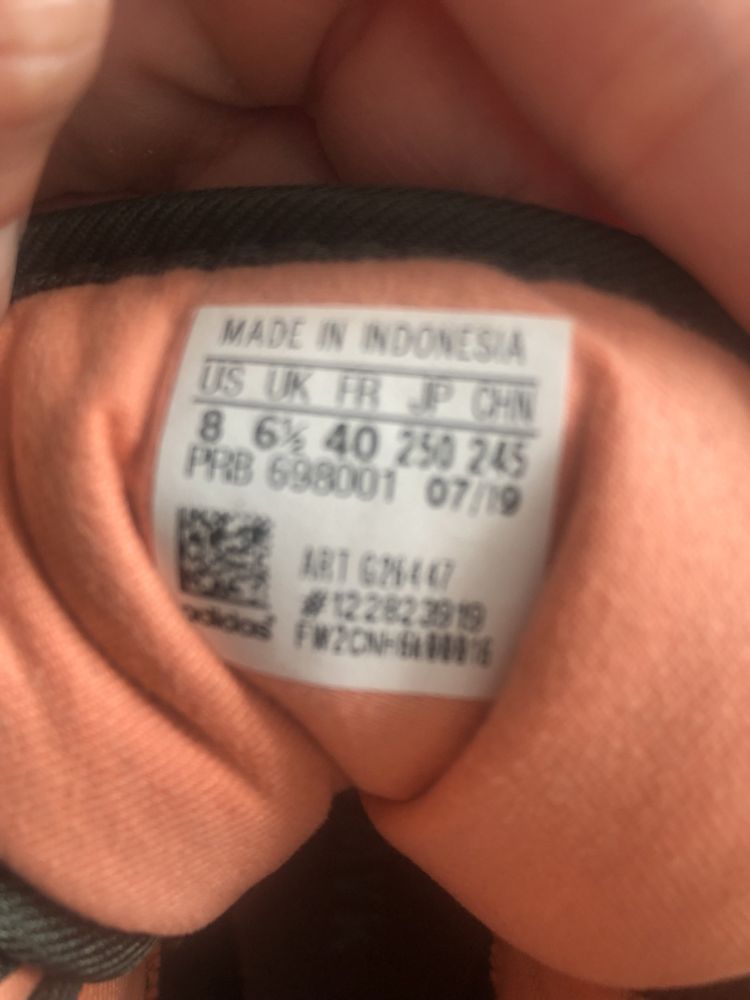 MADE IN INDONESIA
US UK FR JP CHN
8 6½ 40 250 245
PRB 698001 07/19
ART G26447
#122823919
adidas